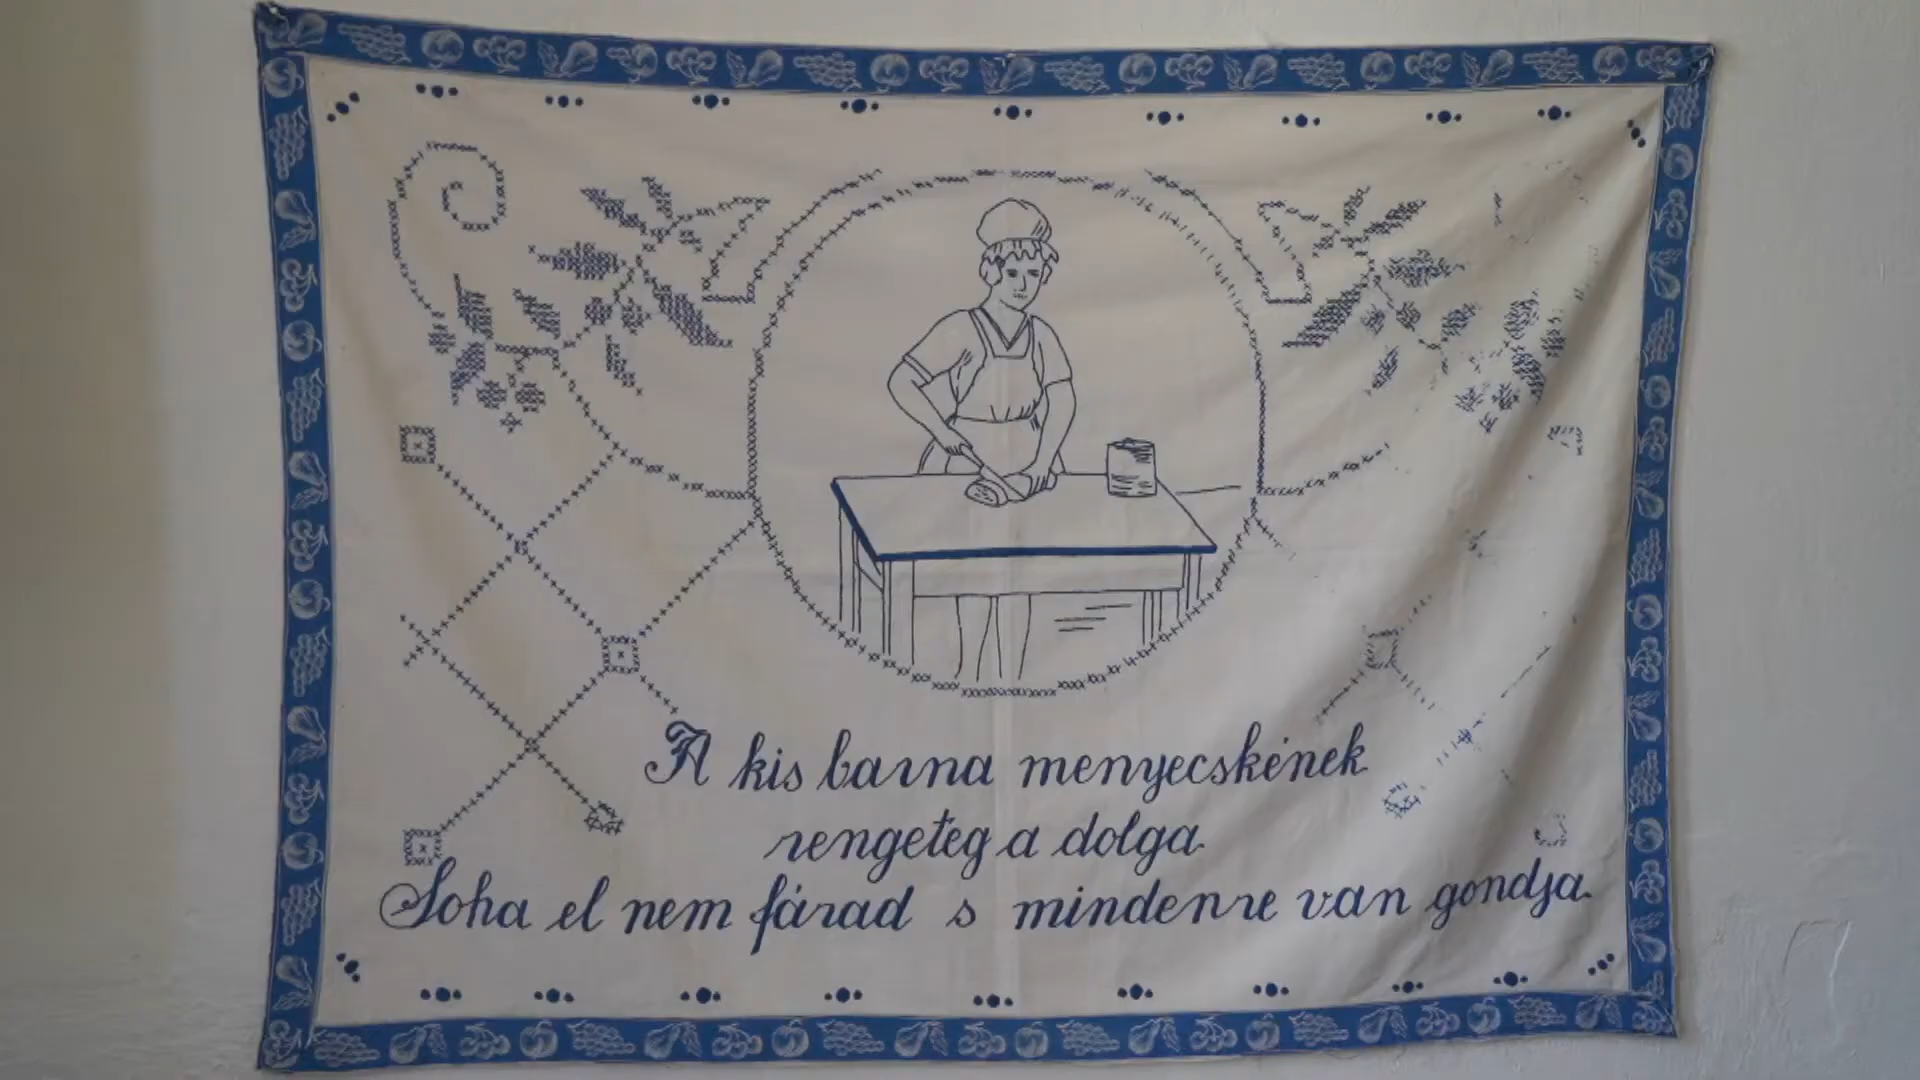 A kis barna menyecskének
rengeteg a dolga.
Soha el nem fárad s mindenre van gondja.